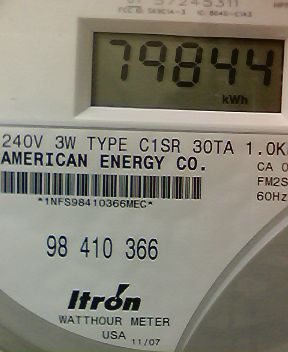 79844
kWh
240V 3W TYPE C1SR 30TA 1.0K
AMERICAN ENERGY CO.
CA 0
FM2S
60Hz
*1NFS98410366MEC*
98 410 366
Itron
WATTHOUR METER
USA 11/07